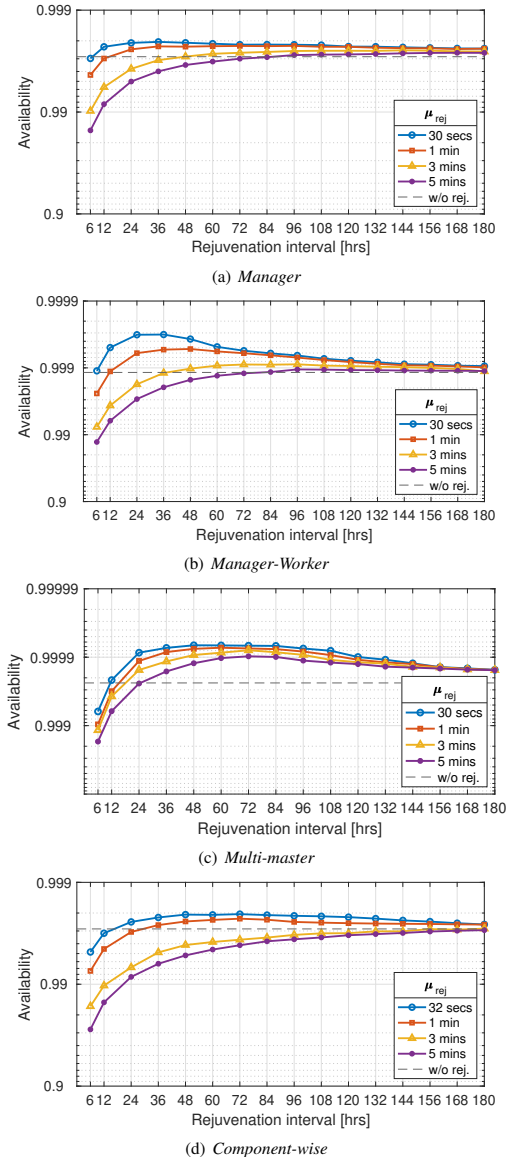 0.999
0.99
0.9
Availability
6 12 24 36 48 60 72 84 96 108 120 132 144 156 168 180
Rejuvenation interval [hrs]
μ rej
30 secs
1 min
3 mins
5 mins
w/o rej.
(a) Manager
0.9999
0.999
0.99
0.9
Availability
6 12 24 36 48 60 72 84 96 108 120 132 144 156 168 180
Rejuvenation interval [hrs]
μ rej
30 secs
1 min
3 mins
5 mins
w/o rej.
(b) Manager-Worker
0.99999
0.9999
0.999
Availability
6 12 24 36 48 60 72 84 96 108 120 132 144 156 168 180
Rejuvenation interval [hrs]
μ rej
30 secs
1 min
3 mins
5 mins
w/o rej.
(c) Multi-master
0.999
0.99
0.9
Availability
6 12 24 36 48 60 72 84 96 108 120 132 144 156 168 180
Rejuvenation interval [hrs]
μ rej
32 secs
1 min
3 mins
5 mins
w/o rej.
(d) Component-wise